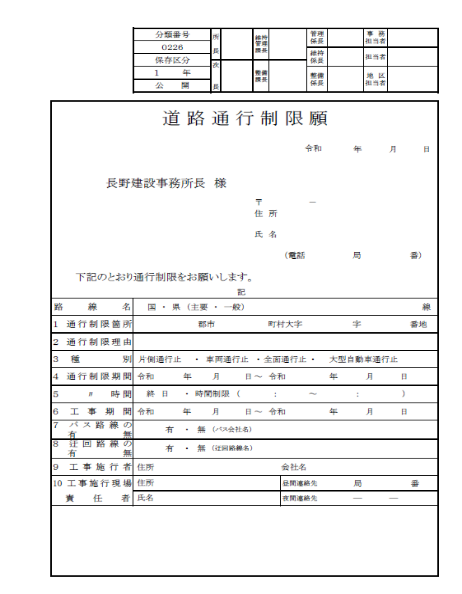 分類番号 所長 維持管理課長 管理係長 事務担当者
0226
保存区分 次長 維持係長 担当者
1 年 整備課長 整備係長 地区担当者
公 開
道路通行制限願
令和 年 月 日
長野建設事務所長 様
〒 －
住 所
氏 名
(電話 局 番)
下記のとおり通行制限をお願いします。
記
路線名 国 ・ 県 (主要 ・ 一般) 線
1 通行制限箇所 郡市 町村大字 字 番地
2 通行制限理由
3 種別 片側通行止 ・ 車両通行止 ・全面通行止・ 大型自動車通行止
4 通行制限期間 令和 年 月 日～ 令和 年 月 日
5 〃 時間 終 日 ・時間制限 ( : ～ : )
6 工事期間 令和 年 月 日～ 令和 年 月 日
7 バス路線の有無 有 ・ 無 (バス会社名)
8 迂回路線の有無 有 ・ 無 (迂回路線名)
9 工事施行者 住所 会社名
10 工事施行現場 住所 昼間連絡先 局 番
責任者 氏名 夜間連絡先 ― ―